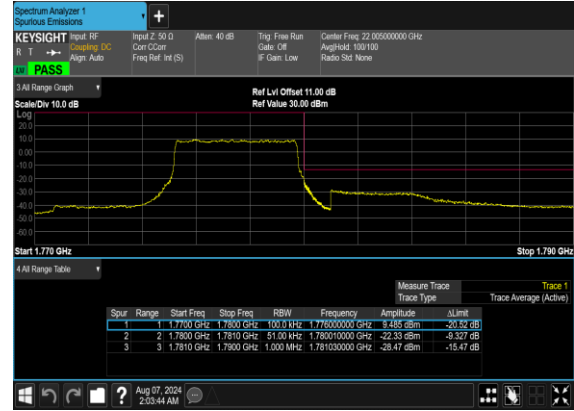 Spectrum Analyzer 1
Spurious Emissions
+
KEYSIGHT Input: RF Input Z: 50 Ω Atten: 40 dB Trig: Free Run Center Freq: 22.005000000 GHz
R T Coupling: DC Corr CCorr Gate: Off Avg|Hold: 100/100
Align: Auto Freq Ref: Int (S) IF Gain: Low Radio Std: None
PASS
3 All Range Graph
Ref Lvl Offset 11.00 dB
Scale/Div 10.0 dB Ref Value 30.00 dBm
Log
20.0
10.0
0.00
-10.0
-20.0
-30.0
-40.0
-50.0
-60.0
Start 1.770 GHz Stop 1.790 GHz
4 All Range Table
Measure Trace Trace 1
Trace Type Trace Average (Active)
Spur Range Start Freq Stop Freq RBW Frequency Amplitude ΔLimit
1 1 1.7700 GHz 1.7800 GHz 100.0 kHz 1.776000000 GHz 9.485 dBm -20.52 dB
2 2 1.7800 GHz 1.7810 GHz 51.00 kHz 1.780010000 GHz -22.33 dBm -9.327 dB
3 3 1.7810 GHz 1.7900 GHz 1.000 MHz 1.781030000 GHz -28.47 dBm -15.47 dB
? Aug 07, 2024
2:03:44 AM